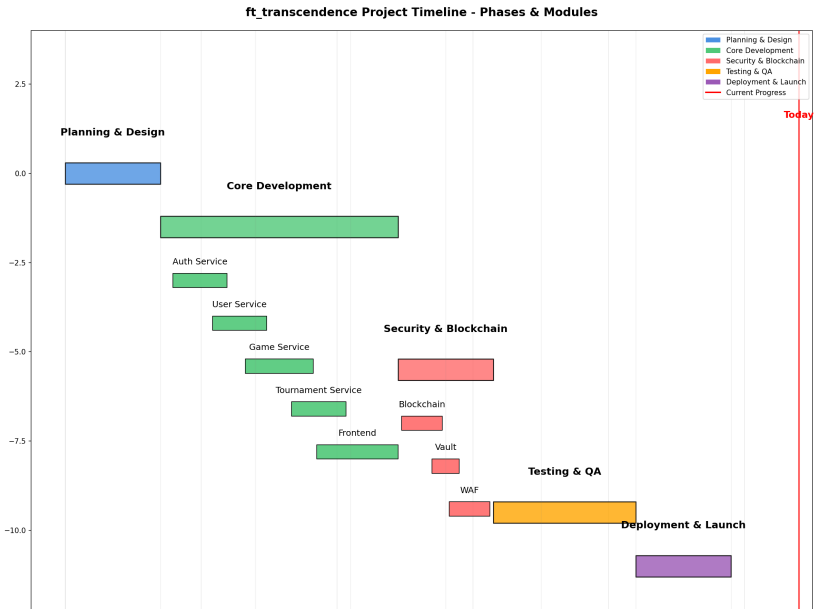 ft_transcendence Project Timeline - Phases & Modules
Planning & Design
Core Development
Security & Blockchain
Testing & QA
Deployment & Launch
Current Progress
Today
2.5
0.0
−2.5
−5.0
−7.5
−10.0
Planning & Design
Core Development
Auth Service
User Service
Game Service
Tournament Service
Frontend
Security & Blockchain
Blockchain
Vault
WAF
Testing & QA
Deployment & Launch